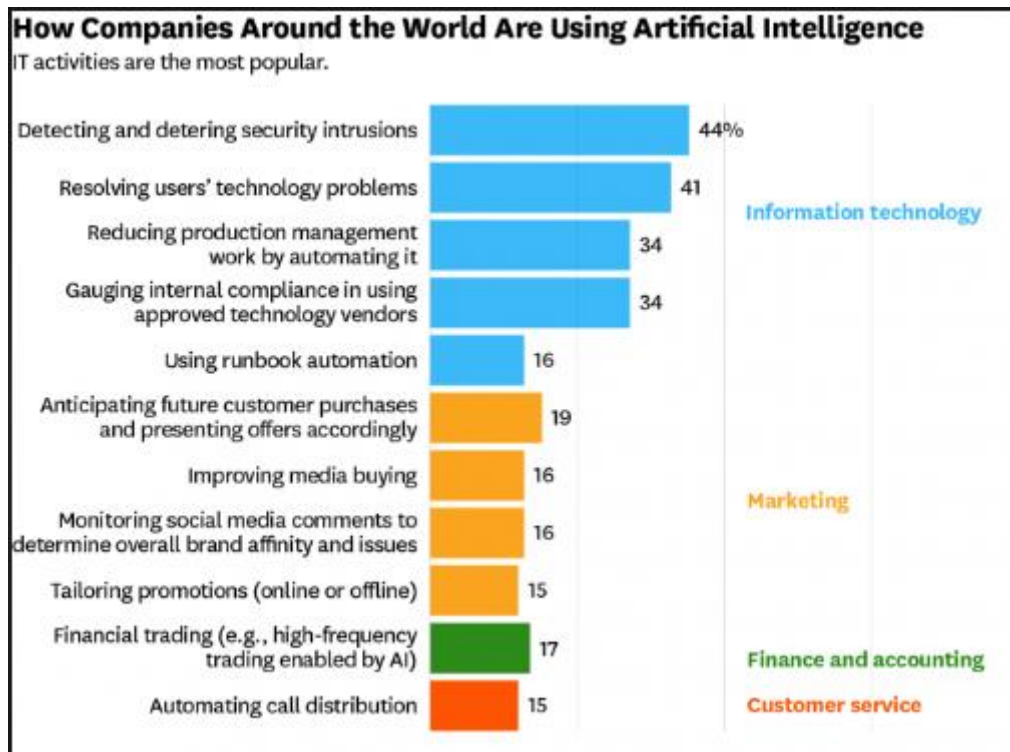 How Companies Around the World Are Using Artificial Intelligence
IT activities are the most popular.
Detecting and detering security intrusions
44%
Resolving users' technology problems
41
Information technology
Reducing production management
work by automating it
34
Gauging internal compliance in using
approved technology vendors
34
Using runbook automation
16
Anticipating future customer purchases
and presenting offers accordingly
19
Improving media buying
16
Marketing
Monitoring social media comments to
determine overall brand affinity and issues
16
Tailoring promotions (online or offline)
15
Financial trading (e.g., high-frequency
trading enabled by AI)
17
Finance and accounting
Automating call distribution
15
Customer service